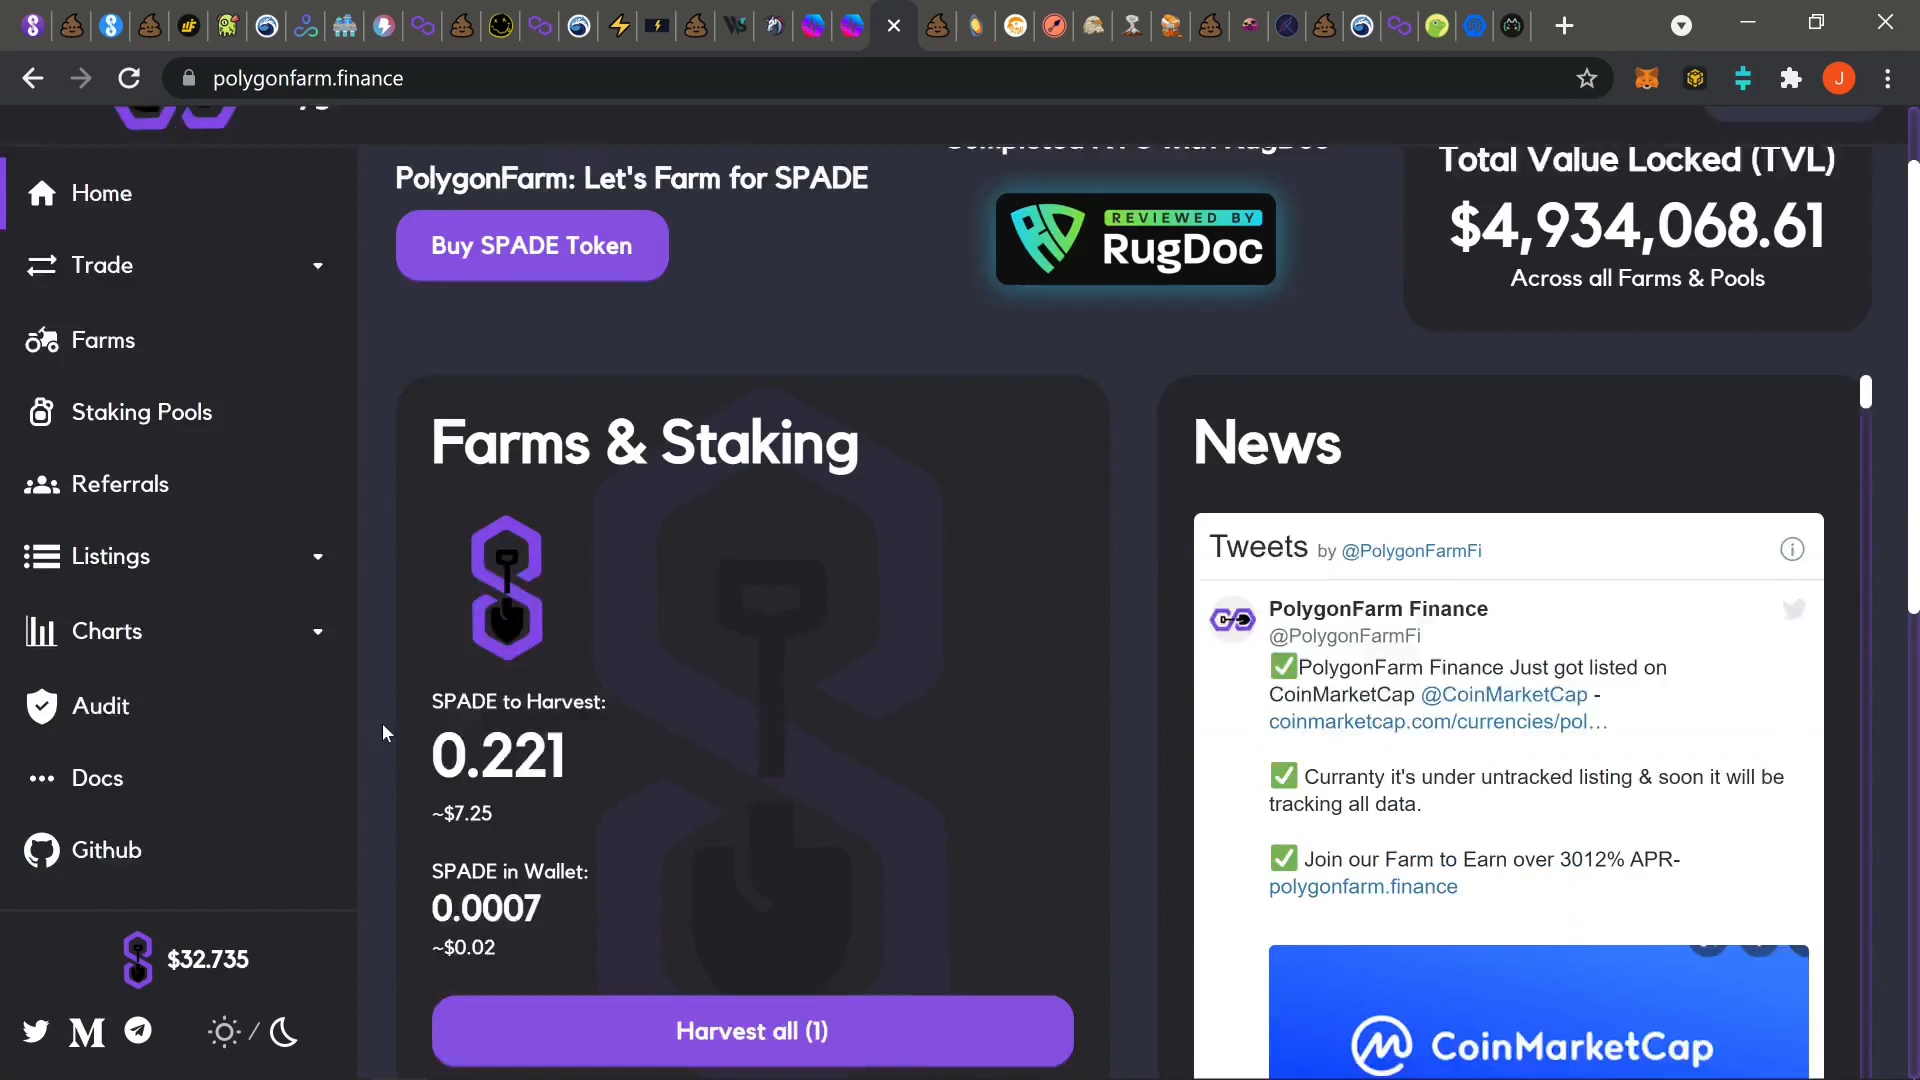 polygonfarm.finance
J
Home
Trade
Farms
Staking Pools
Referrals
Listings
Charts
Audit
Docs
Github
$32.735
/
PolygonFarm: Let's Farm for SPADE
Buy SPADE Token
REVIEWED BY
RugDoc
Total Value Locked (TVL)
$4,934,068.61
Across all Farms & Pools
Farms & Staking
SPADE to Harvest:
0.221
~$7.25
SPADE in Wallet:
0.0007
~$0.02
Harvest all (1)
News
Tweets by @PolygonFarmFi
PolygonFarm Finance
@PolygonFarmFi
✅PolygonFarm Finance Just got listed on
CoinMarketCap @CoinMarketCap -
coinmarketcap.com/currencies/pol…
✅ Curranty it's under untracked listing & soon it will be
tracking all data.
✅ Join our Farm to Earn over 3012% APR-
polygonfarm.finance
CoinMarketCap